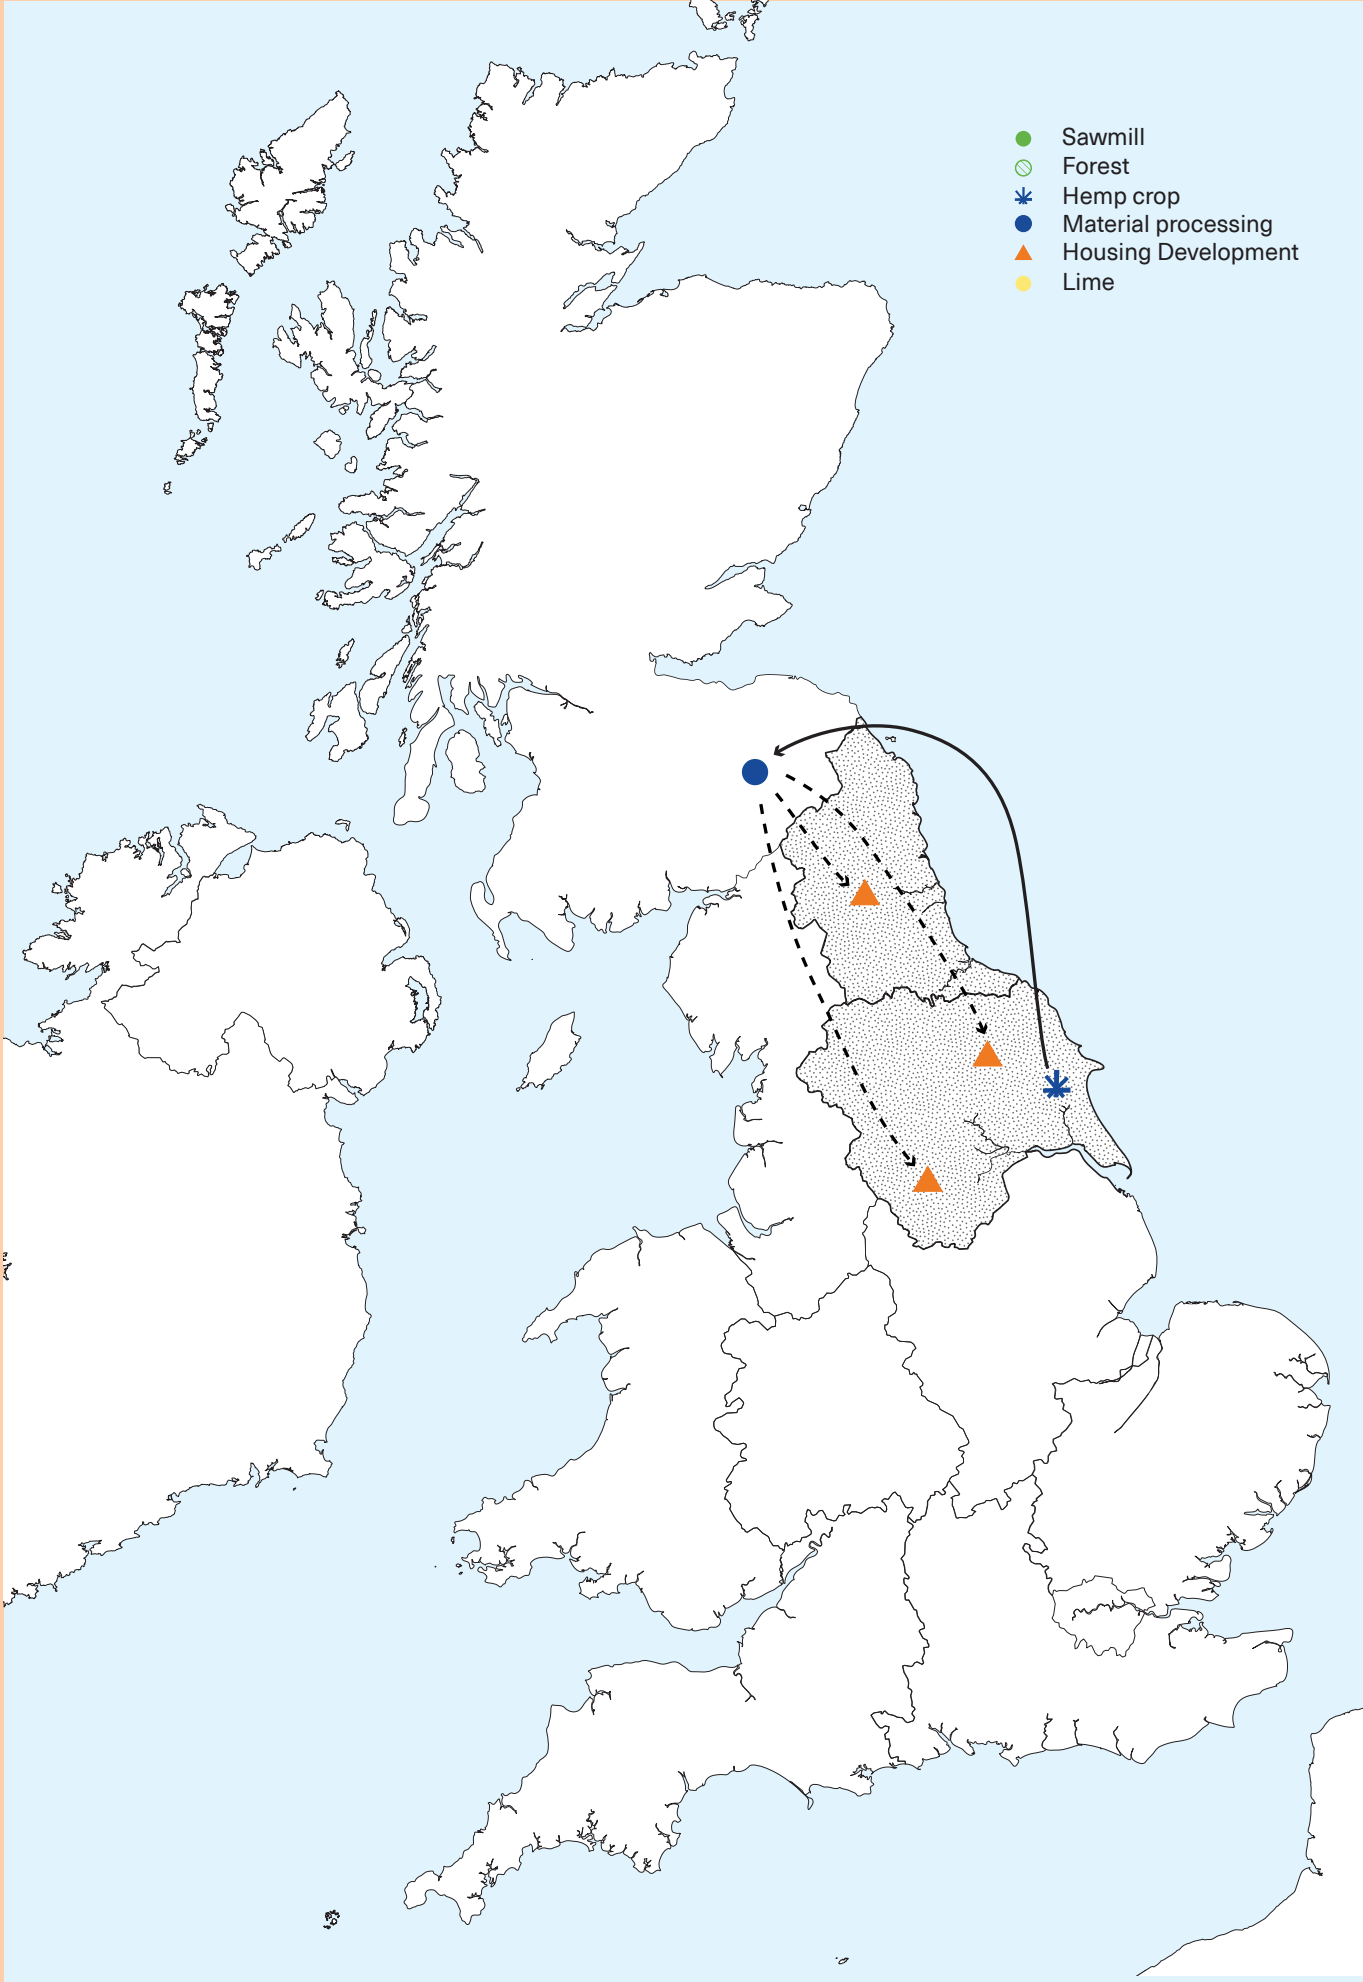 Sawmill
Forest
Hemp crop
Material processing
Housing Development
Lime